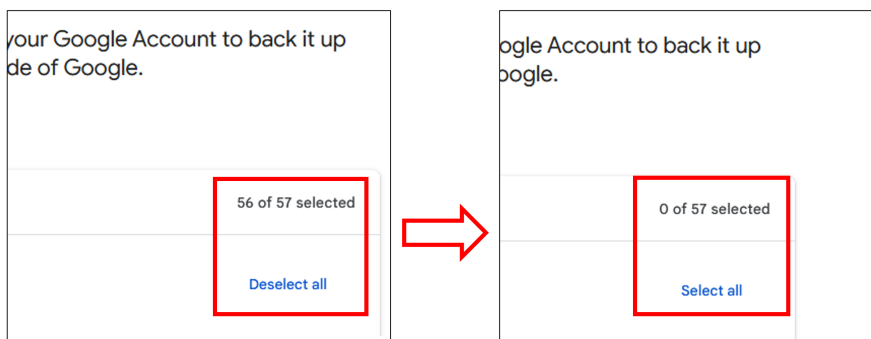 your Google Account to back it up
de of Google.
56 of 57 selected
Deselect all
ogle Account to back it up
oogle.
0 of 57 selected
Select all